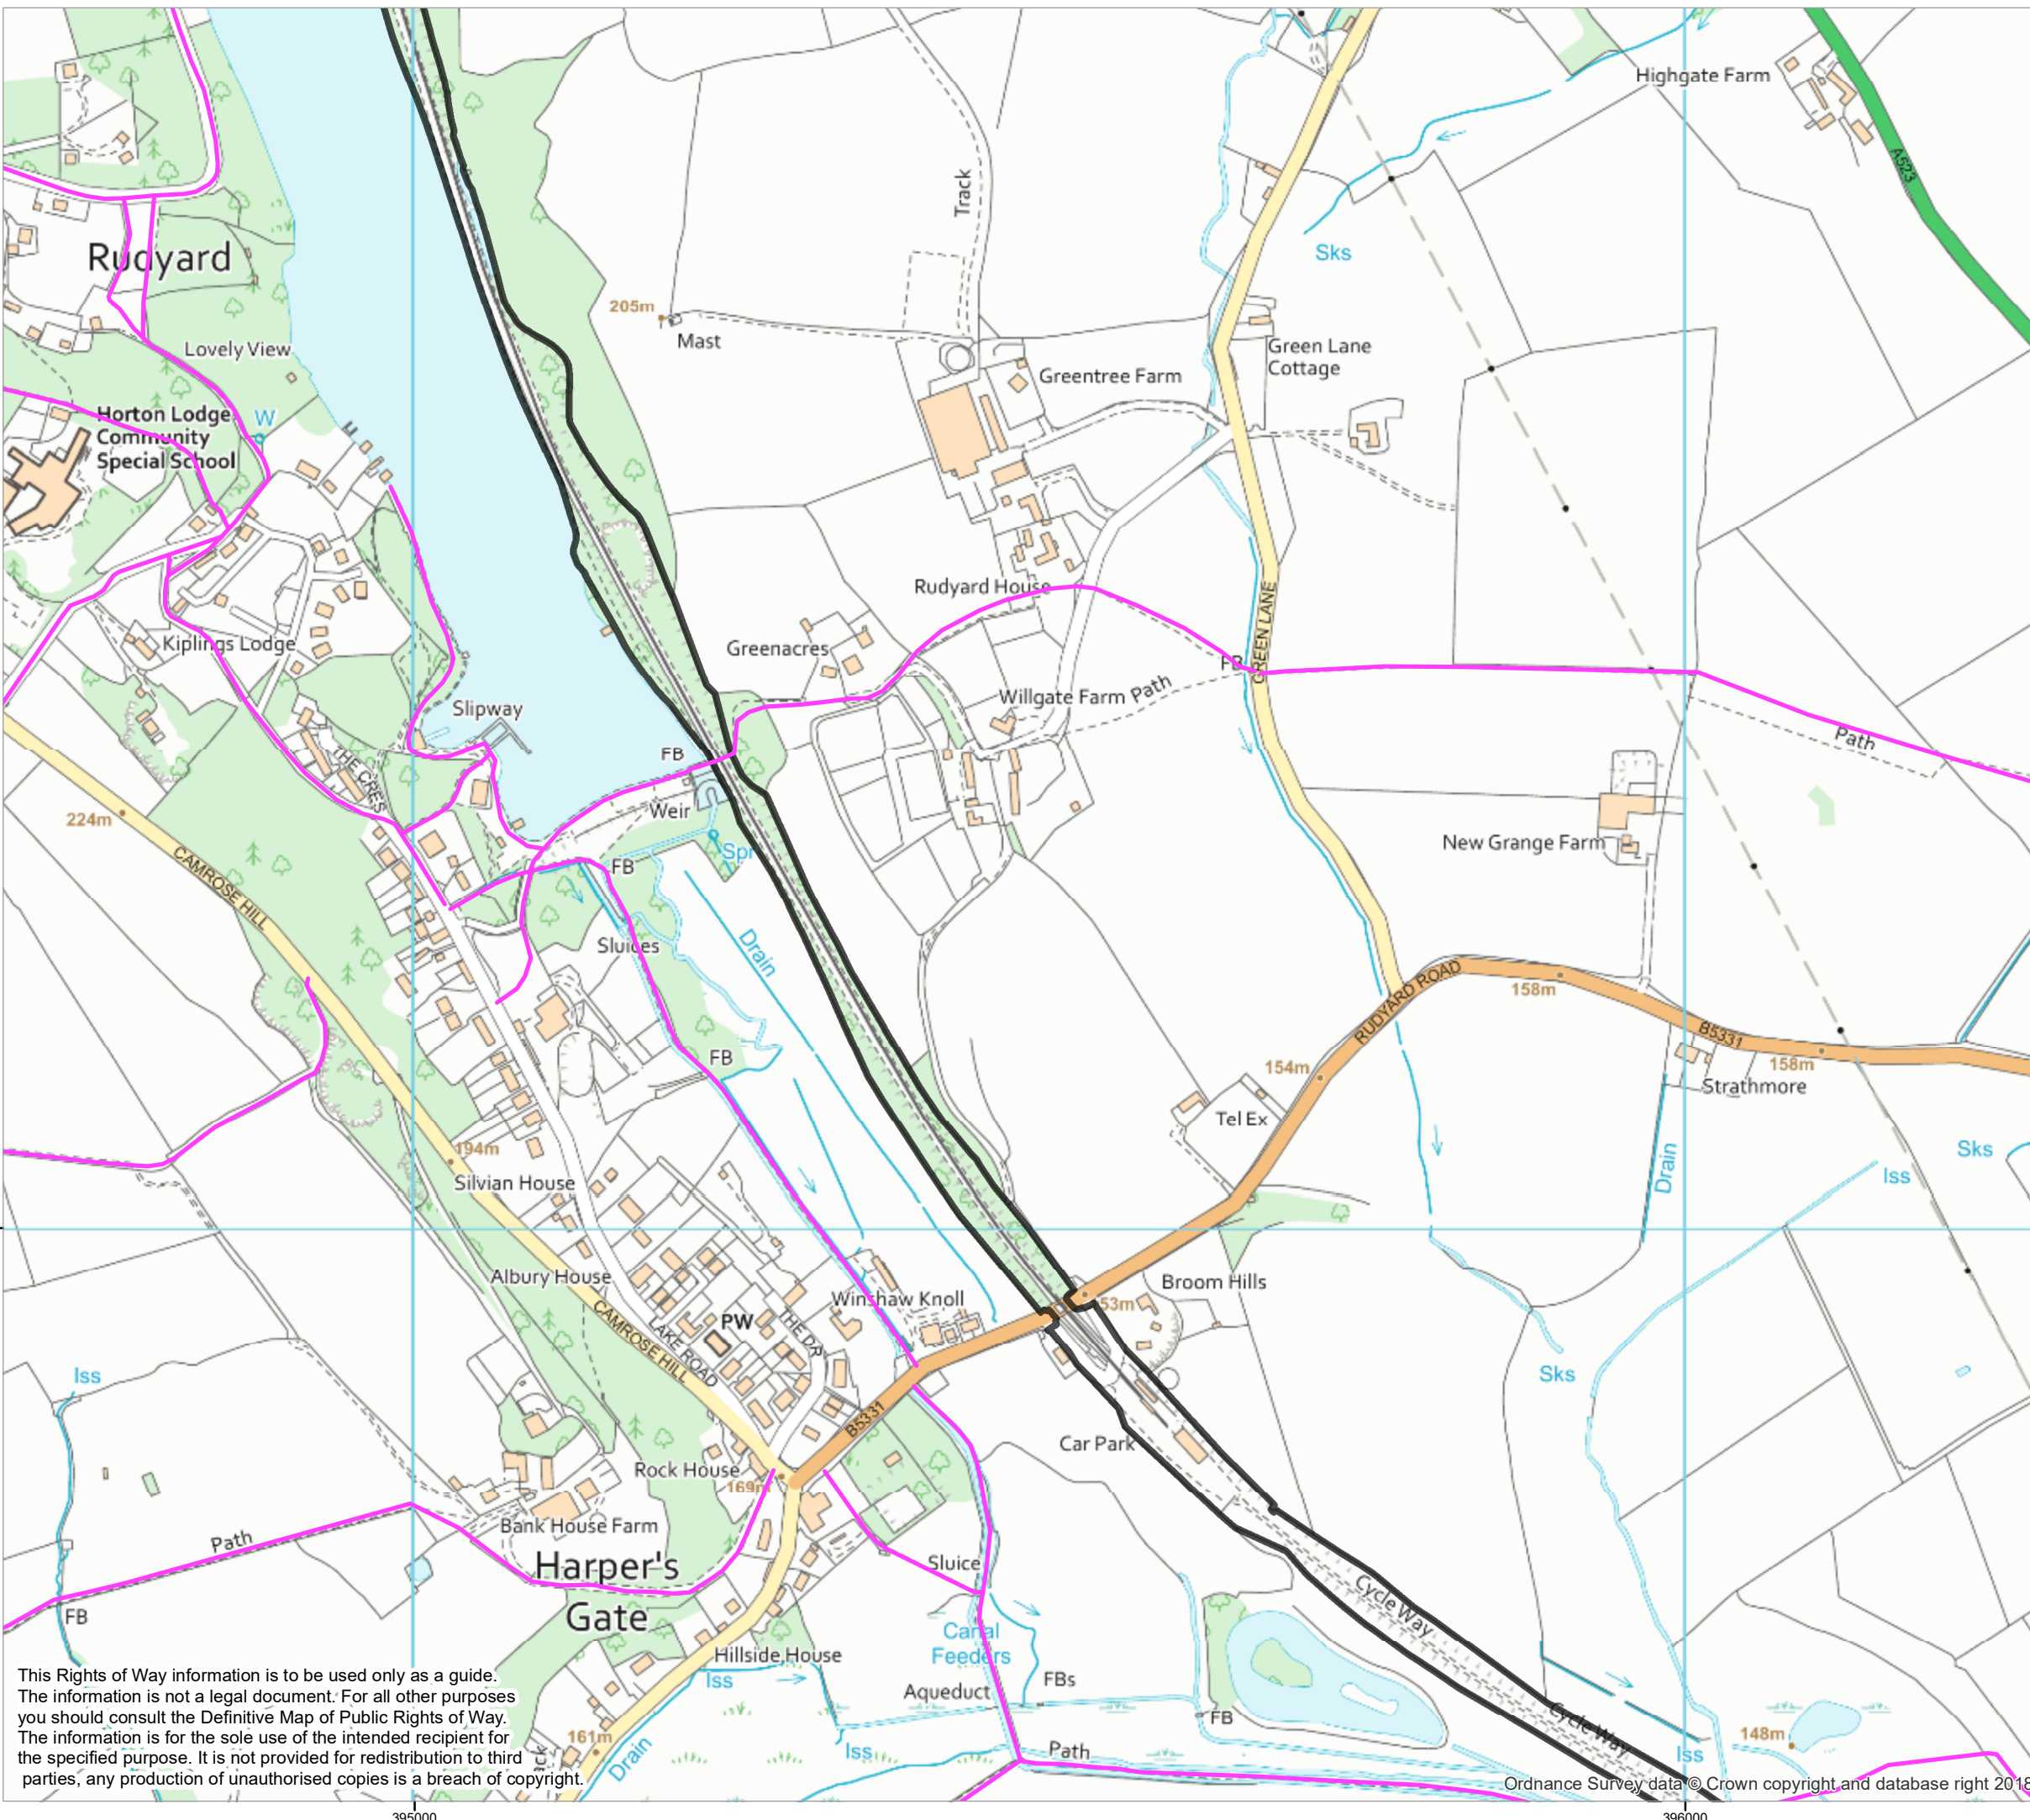 Highgate Farm
A523
Track
Sks
Rudyard
205m
Mast
Green Lane
Cottage
Lovely View
Greentree Farm
Horton Lodge
Community
Special School
W
Rudyard House
GREEN LANE
Kiplings Lodge
Greenacres
FB
Willgate Farm
Path
Slipway
Path
FB
THE CRES
Weir
224m
New Grange Farm
CAMROSE HILL
Spr
FB
Sluices
Drain
RUDYARD ROAD
158m
B5331
FB
154m
158m
Strathmore
Tel Ex
194m
Silvian House
Drain
Sks
Iss
Albury House
Broom Hills
Winshaw Knoll
53m
CAMROSE HILL
LAKE ROAD
PW
THE DR
Iss
Sks
B5331
Car Park
Rock House
169m
Bank House Farm
Path
Harper's
Gate
Sluice
Cycle Way
FB
Canal
Feeders
Hillside House
Iss
FBs
Aqueduct
FB
Cycle Way
161m
Drain
Iss
Path
Iss
148m
This Rights of Way information is to be used only as a guide.
The information is not a legal document. For all other purposes
you should consult the Definitive Map of Public Rights of Way.
The information is for the sole use of the intended recipient for
the specified purpose. It is not provided for redistribution to third
parties, any production of unauthorised copies is a breach of copyright.
Ordnance Survey data © Crown copyright and database right 2018
395000
396000